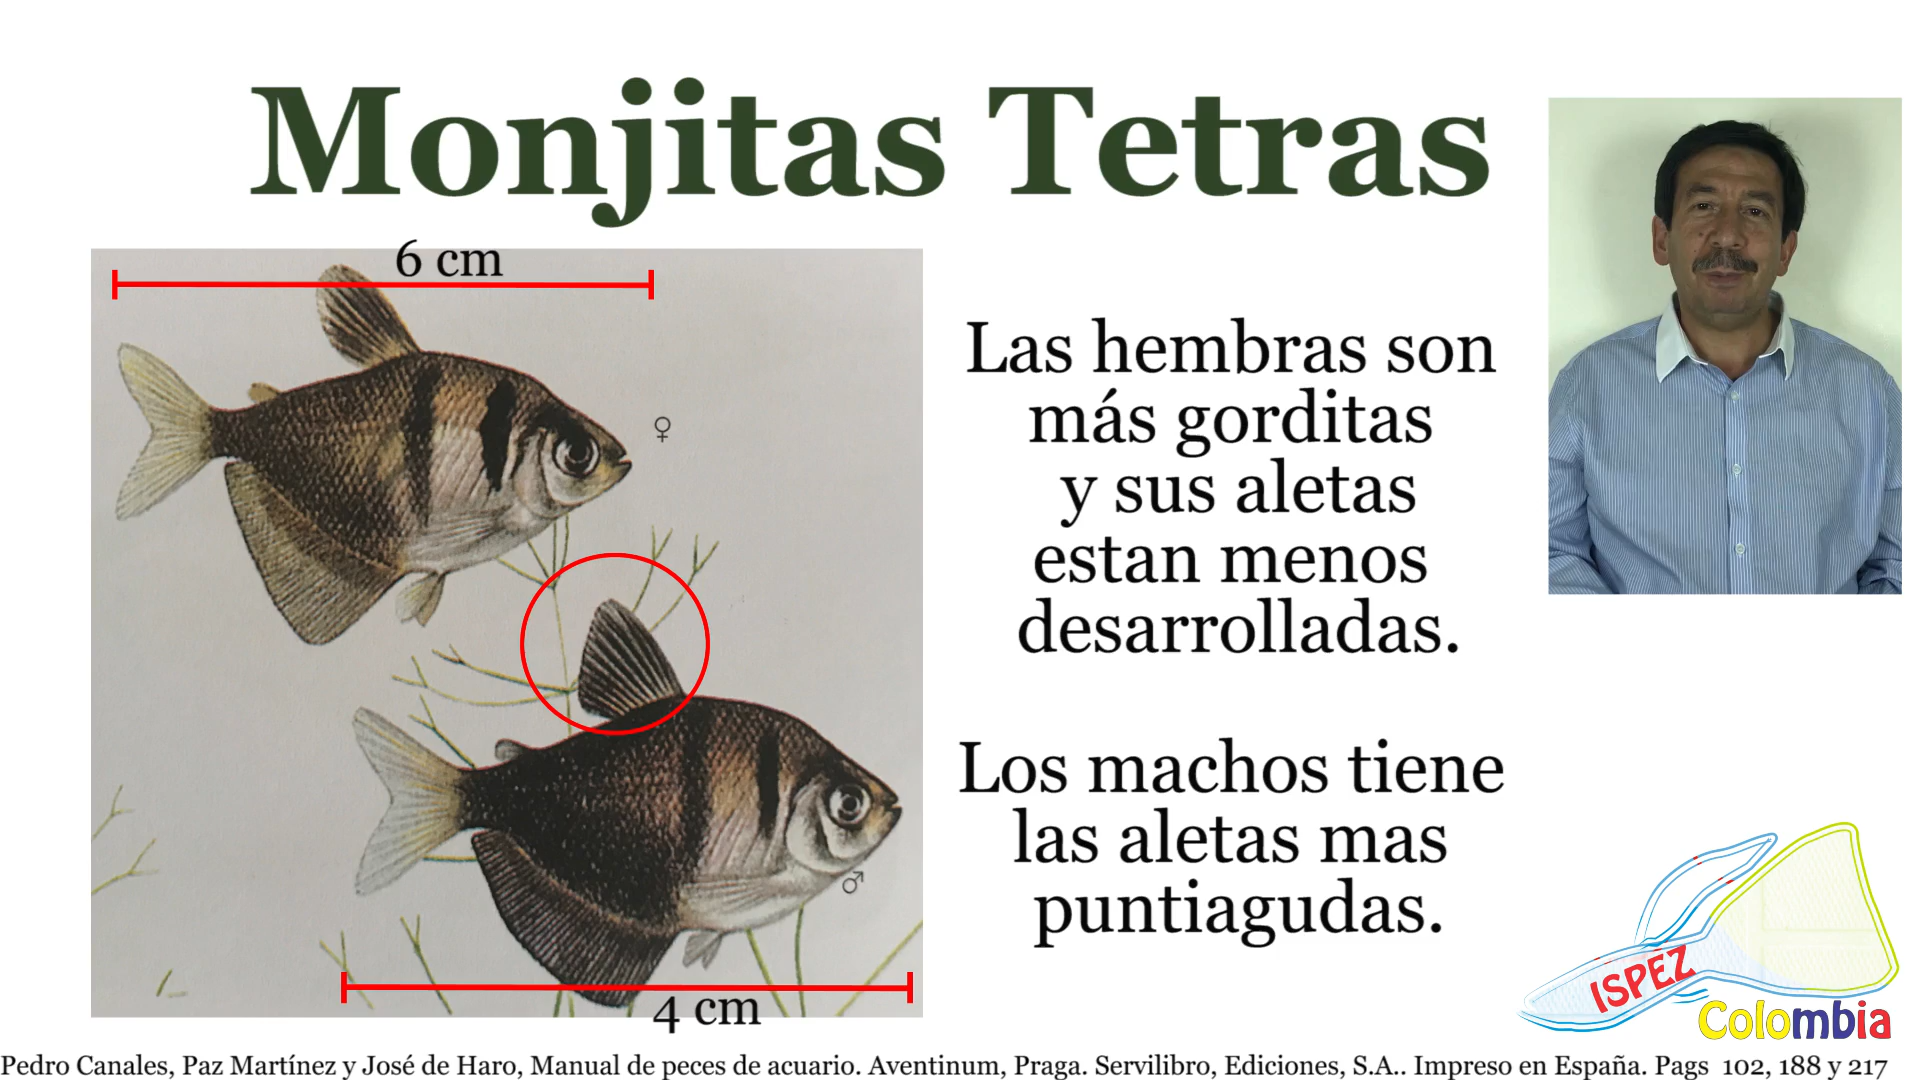 Monjitas Tetras
6 cm
♀
Las hembras son
más gorditas
y sus aletas
estan menos
desarrolladas.
Los machos tiene
las aletas mas
puntiagudas.
♂
4 cm
ISPEZ
Colombia
Pedro Canales, Paz Martínez y José de Haro, Manual de peces de acuario. Aventinum, Praga. Servilibro, Ediciones, S.A.. Impreso en España. Pags 102, 188 y 217